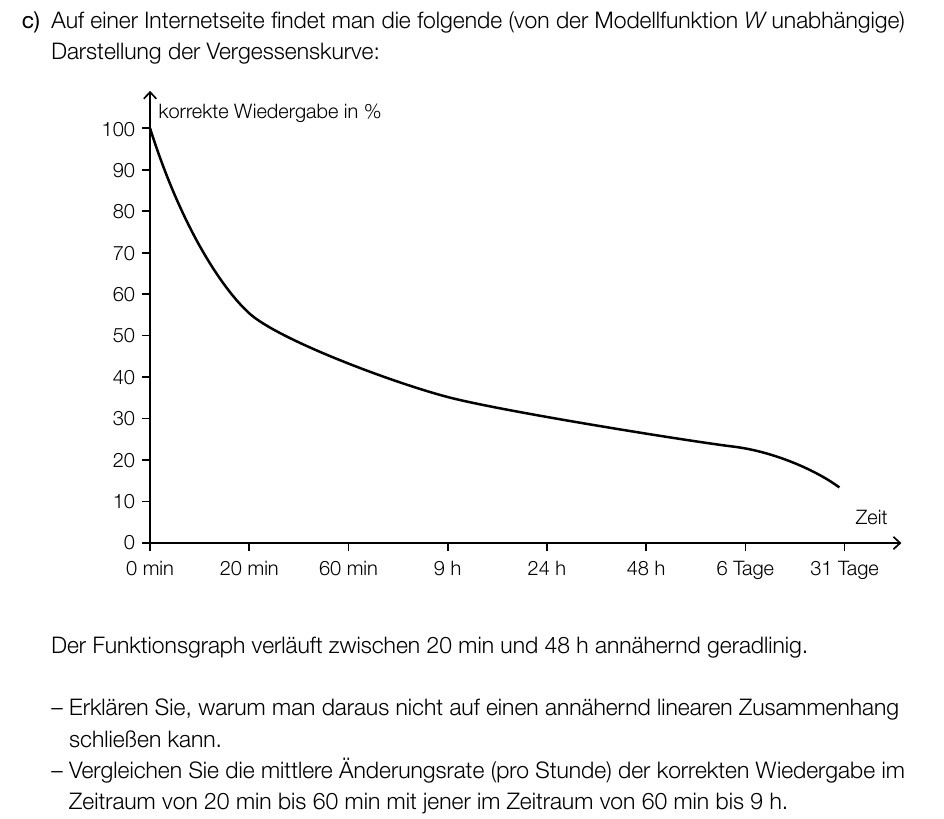 c) Auf einer Internetseite findet man die folgende (von der Modellfunktion W unabhängige)
Darstellung der Vergessenskurve:
korrekte Wiedergabe in %
100
90
80
70
60
50
40
30
20
10
0
Zeit
0 min 20 min 60 min 9 h 24 h 48 h 6 Tage 31 Tage
Der Funktionsgraph verläuft zwischen 20 min und 48 h annähernd geradlinig.
– Erklären Sie, warum man daraus nicht auf einen annähernd linearen Zusammenhang
schließen kann.
– Vergleichen Sie die mittlere Änderungsrate (pro Stunde) der korrekten Wiedergabe im
Zeitraum von 20 min bis 60 min mit jener im Zeitraum von 60 min bis 9 h.